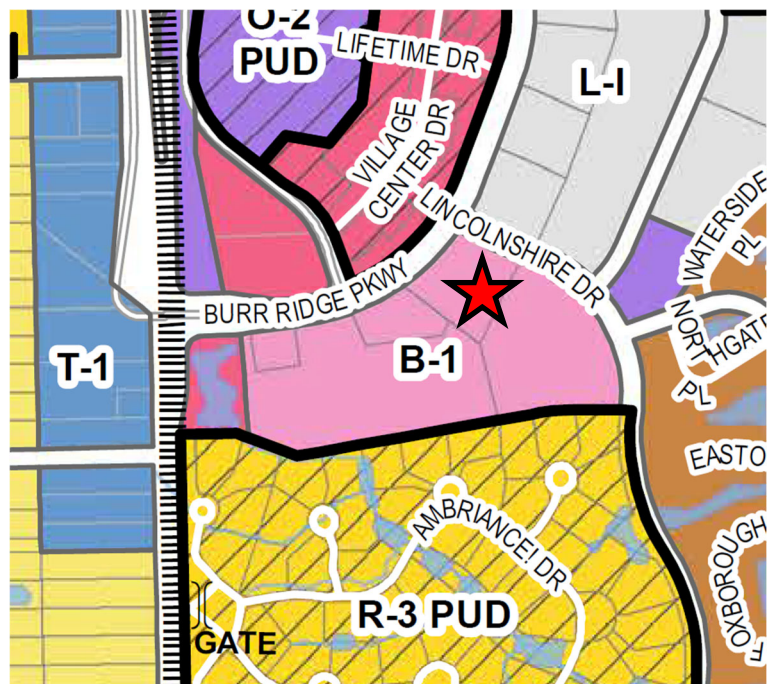 O-2
PUD
LIFETIME DR
L-I
VILLAGE
CENTER DR
LINCOLNSHIRE DR
WATERSIDE
PL
BURR RIDGE PKWY
NORTHGATE
PL
T-1
B-1
EASTO
AMBRIANCE! DR
FOXBOROUGH
R-3 PUD
GATE